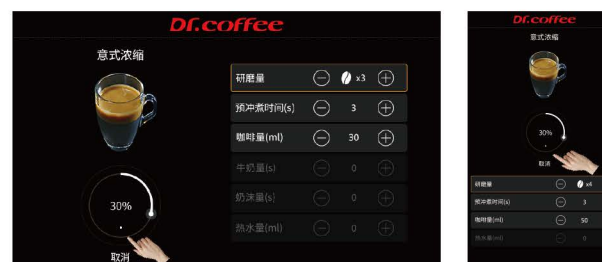 Dr.coffee
意式浓缩
研磨量 x3
预冲煮时间(s) 3
咖啡量(ml) 30
牛奶量(s) 0
奶沫量(s) 0
热水量(ml) 0
30%
取消
Dr.coffee
意式浓缩
30%
取消
研磨量 x4
预冲煮时间(s) 3
咖啡量(ml) 50
热水量(ml) 0